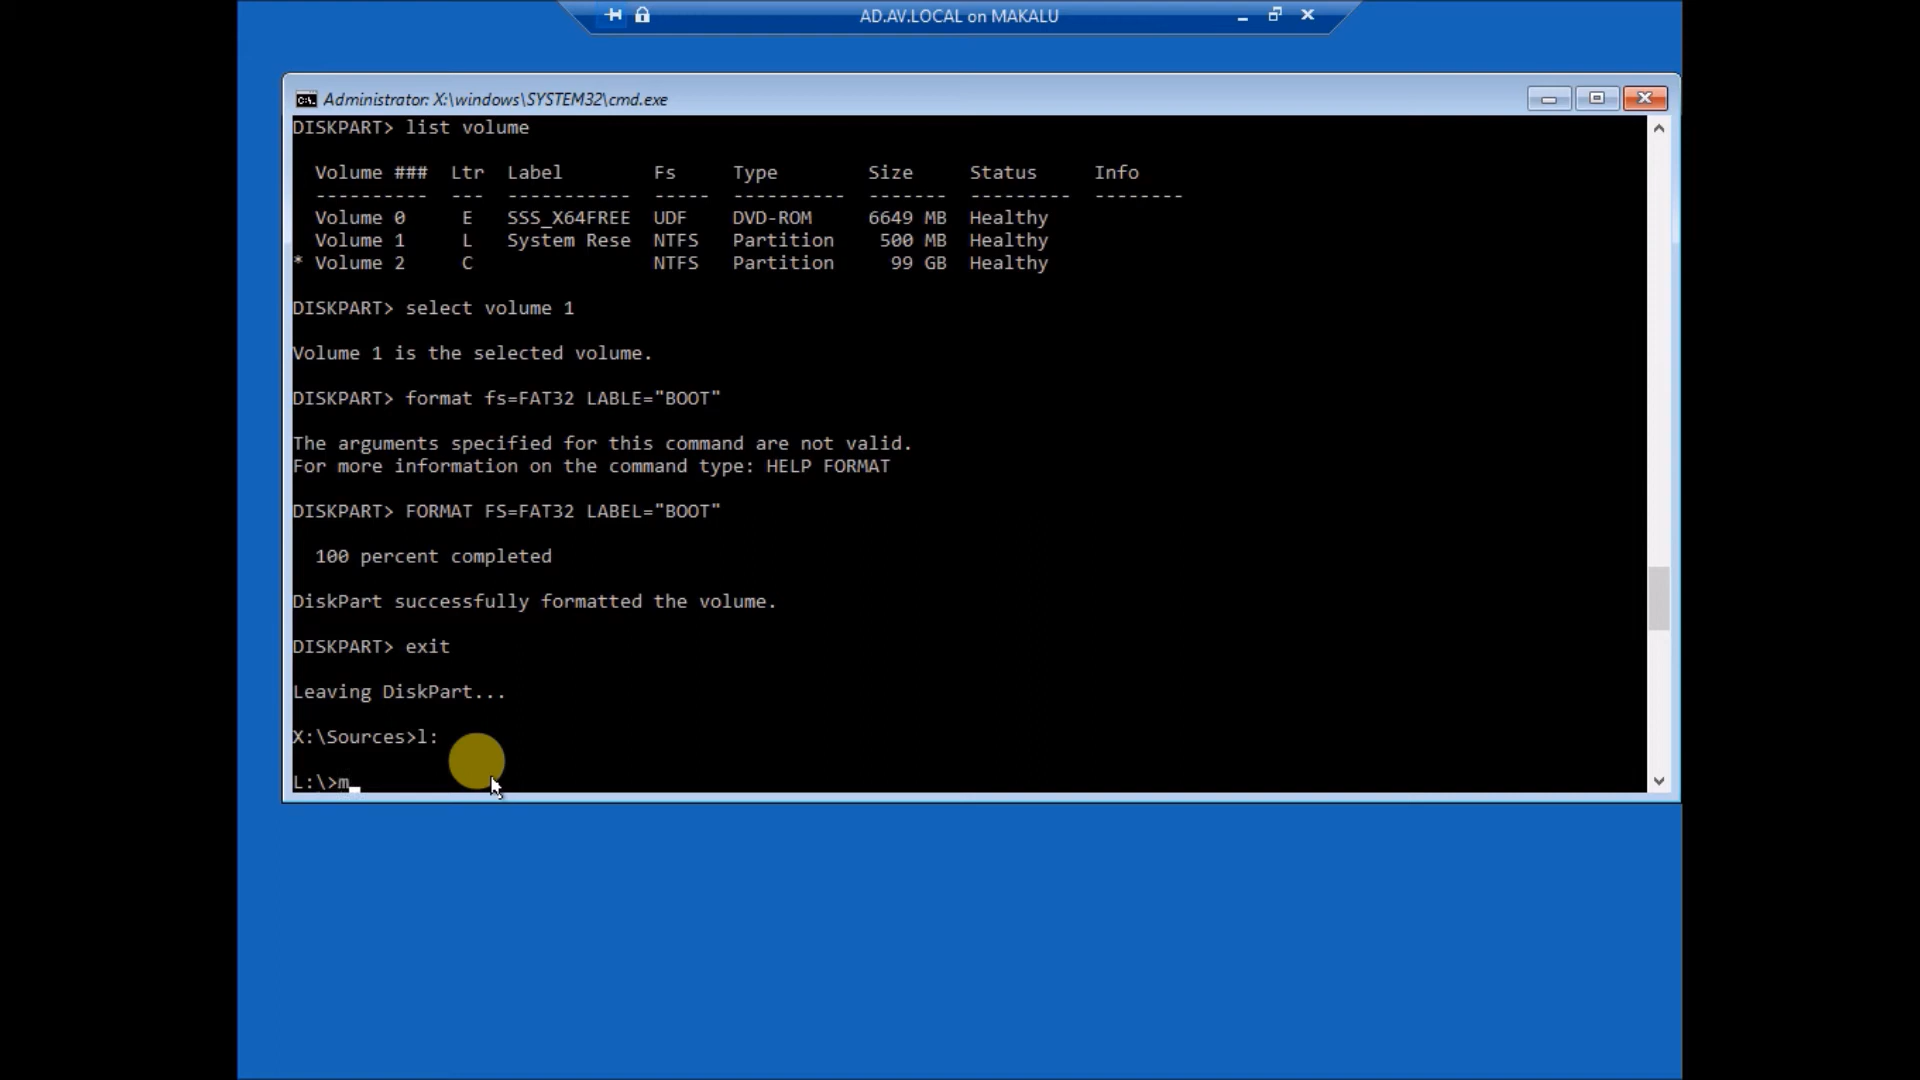 AD.AV.LOCAL on MAKALU
Administrator: X:\windows\SYSTEM32\cmd.exe
DISKPART> list volume
Volume ###  Ltr  Label        Fs     Type        Size     Status     Info
----------  ---  -----------  -----  ----------  -------  ---------  --------
Volume 0     E   SSS_X64FREE  UDF    DVD-ROM     6649 MB  Healthy
Volume 1     L   System Rese  NTFS   Partition    500 MB  Healthy
* Volume 2     C                NTFS   Partition     99 GB  Healthy
DISKPART> select volume 1
Volume 1 is the selected volume.
DISKPART> format fs=FAT32 LABLE="BOOT"
The arguments specified for this command are not valid.
For more information on the command type: HELP FORMAT
DISKPART> FORMAT FS=FAT32 LABEL="BOOT"
100 percent completed
DiskPart successfully formatted the volume.
DISKPART> exit
Leaving DiskPart...
X:\Sources>l:
L:\>m_